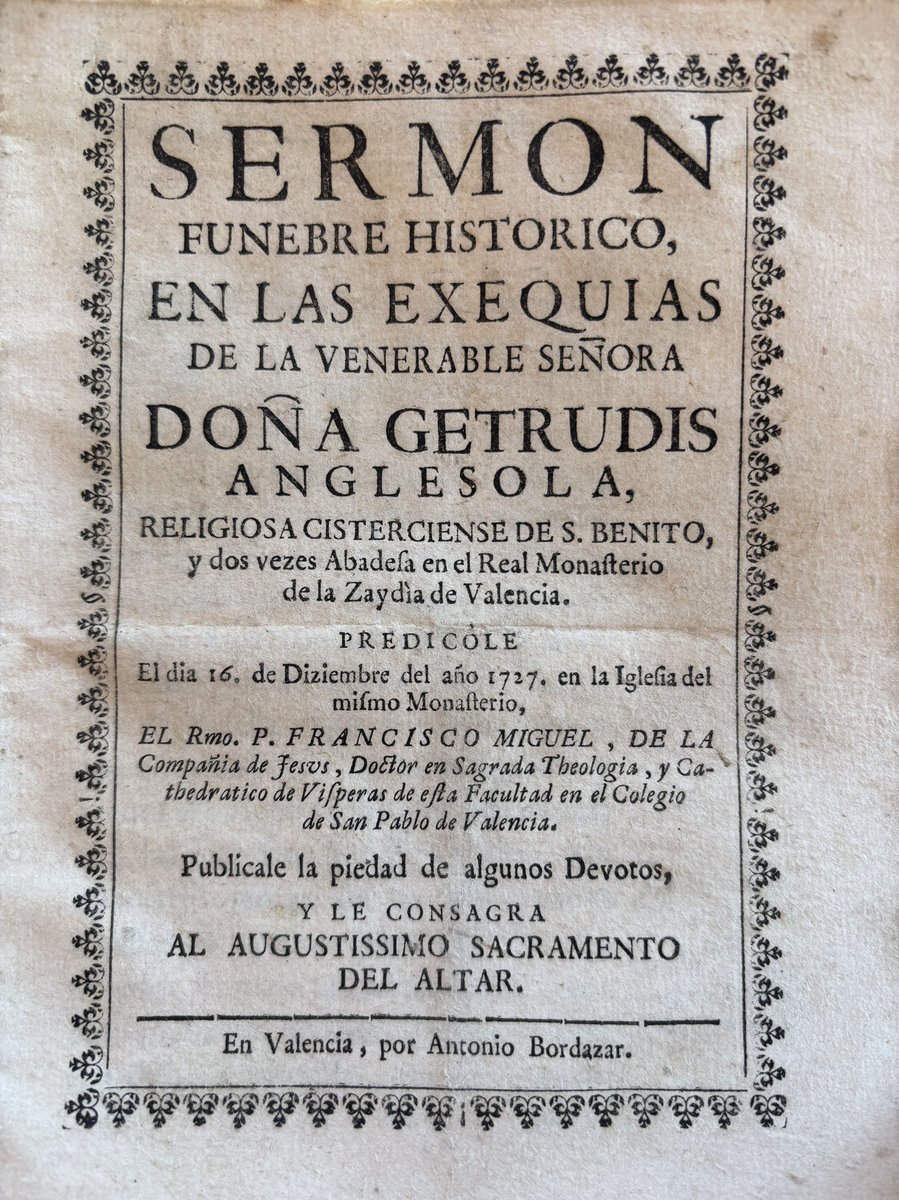 SERMON
FUNEBRE HISTORICO,
EN LAS EXEQUIAS
DE LA VENERABLE SEÑORA
DOÑA GETRUDIS
ANGLESOLA,
RELIGIOSA CISTERCIENSE DE S. BENITO,
y dos vezes Abadeſa en el Real Monaſterio
de la Zaydìa de Valencia.
PREDICÓLE
El dia 16. de Diziembre del año 1727. en la Igleſia del
miſmo Monaſterio,
EL Rmo. P. FRANCISCO MIGUEL, DE LA
Compañia de Jesvs, Doctor en Sagrada Theologia, y Ca-
thedratico de Viſperas de eſta Facultad en el Colegio
de San Pablo de Valencia.
Publicale la piedad de algunos Devotos,
Y LE CONSAGRA
AL AUGUSTISSIMO SACRAMENTO
DEL ALTAR.
En Valencia, por Antonio Bordazar.